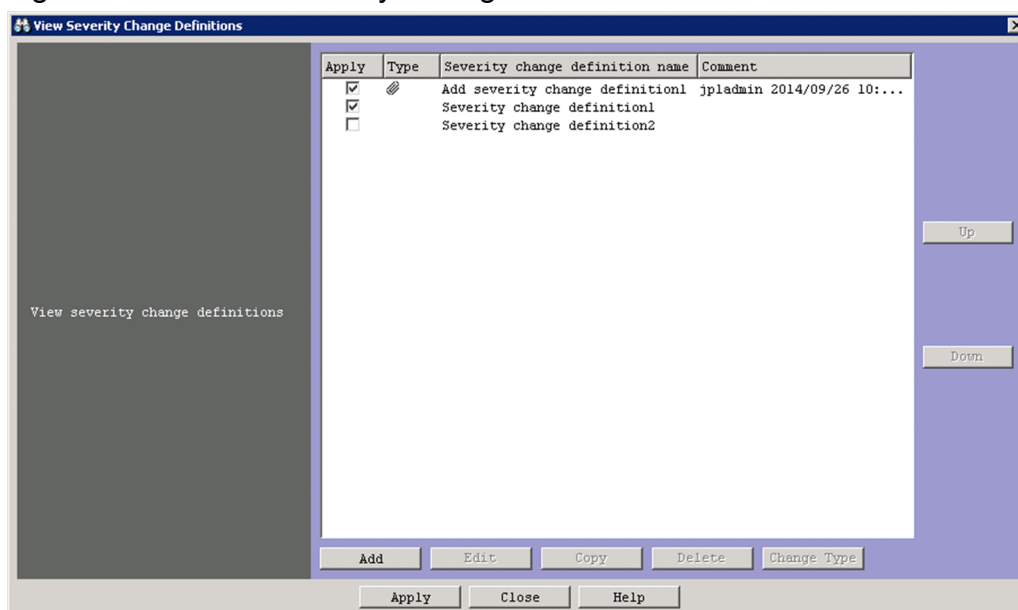 View Severity Change Definitions
Apply Type Severity change definition name Comment
Add severity change definition1 jp1admin 2014/09/26 10:...
Severity change definition1
Severity change definition2
Up
View severity change definitions
Down
Add Edit Copy Delete Change Type
Apply Close Help